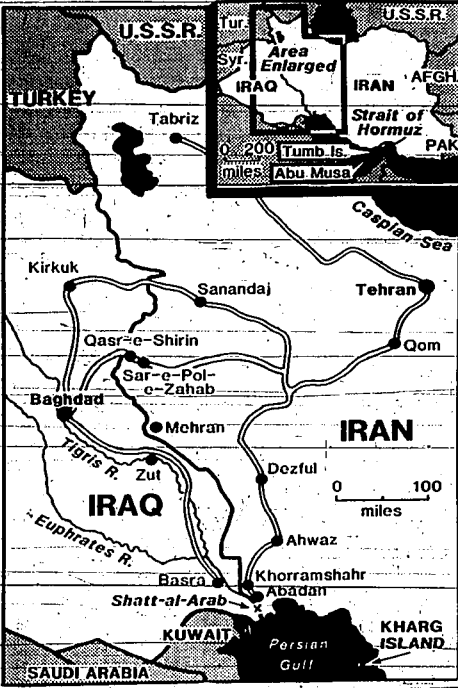 U.S.S.R.
TURKEY
Tabriz
Tur.
U.S.S.R.
Syr.
Area
Enlarged
IRAQ
IRAN
AFGH.
Strait of
Hormuz
0 200
miles
Tumb Is.
PAK
Abu Musa
Caspian Sea
Kirkuk
Sanandaj
Tehran
Qasr-e-Shirin
Qom
Sar-e-Pol-
e-Zahab
Baghdad
Mehran
IRAN
Tigris R.
Zut
Dezful
0 100
miles
IRAQ
Euphrates R.
Ahwaz
Basra
Khorramshahr
Abadan
Shatt-al-Arab
KUWAIT
Persian
Gulf
KHARG
ISLAND
SAUDI ARABIA